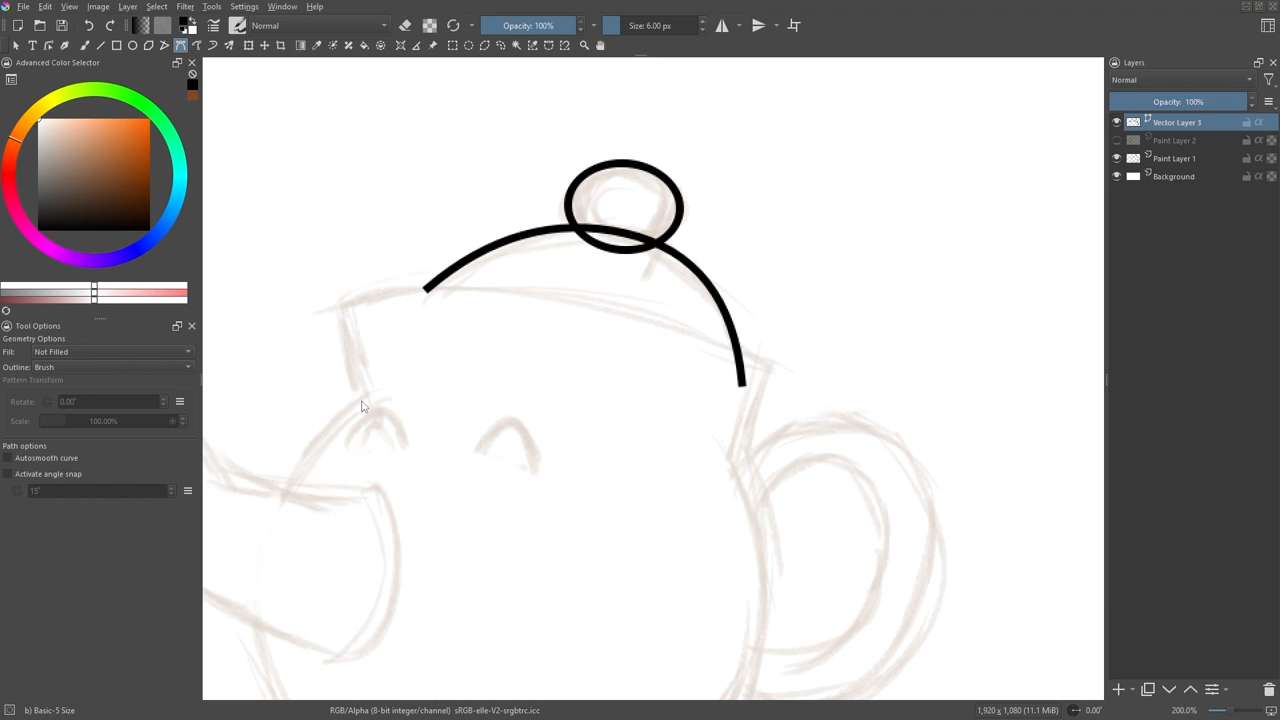 File Edit View Image Layer Select Filter Tools Settings Window Help
Normal Opacity: 100% Size: 6.00 px
Advanced Color Selector
Tool Options
Geometry Options
Fill: Not Filled
Outline: Brush
Pattern Transform
Rotate: 0.00°
Scale: 100.00%
Path options
Autosmooth curve
Activate angle snap
15°
Layers
Normal
Opacity: 100%
Vector Layer 3
Paint Layer 2
Paint Layer 1
Background
b) Basic-5 Size RGB/Alpha (8-bit integer/channel) sRGB-elle-V2-srgbtrc.icc 1,920 x 1,080 (11.1 MiB) 0.00° 200.0%